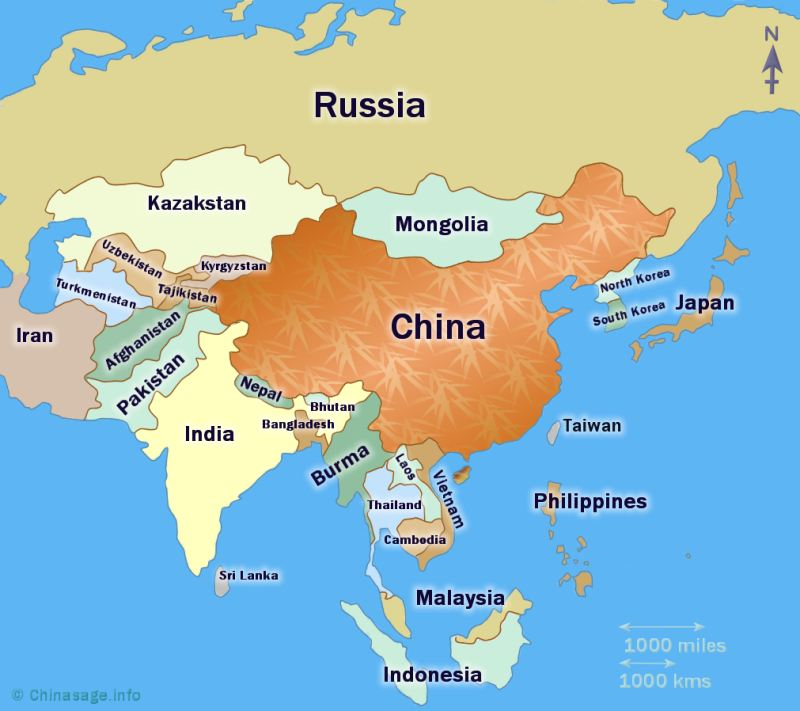 N
Russia
Kazakstan
Mongolia
Uzbekistan
Kyrgyzstan
Turkmenistan
Tajikistan
North Korea
South Korea
Japan
Iran
Afghanistan
China
Pakistan
Nepal
Bhutan
Bangladesh
India
Taiwan
Burma
Laos
Vietnam
Thailand
Philippines
Cambodia
Sri Lanka
Malaysia
1000 miles
Indonesia
1000 kms
© Chinasage.info